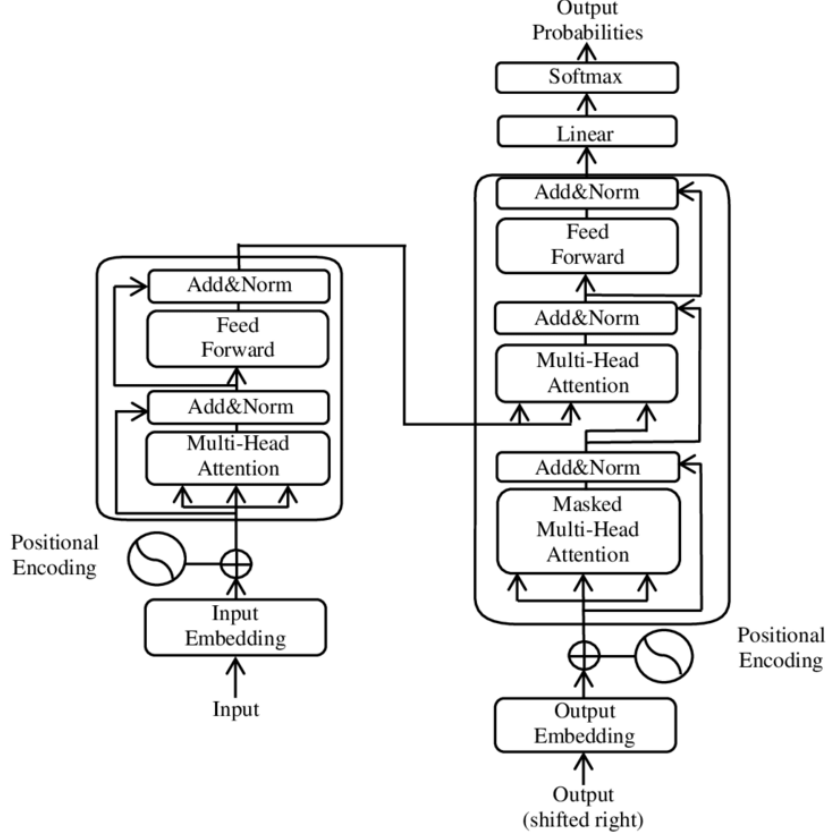 Output
Probabilities
Softmax
Linear
Add&Norm
Feed
Forward
Add&Norm
Multi-Head
Attention
Add&Norm
Masked
Multi-Head
Attention
Positional
Encoding
Output
Embedding
Output
(shifted right)
Add&Norm
Feed
Forward
Add&Norm
Multi-Head
Attention
Positional
Encoding
Input
Embedding
Input